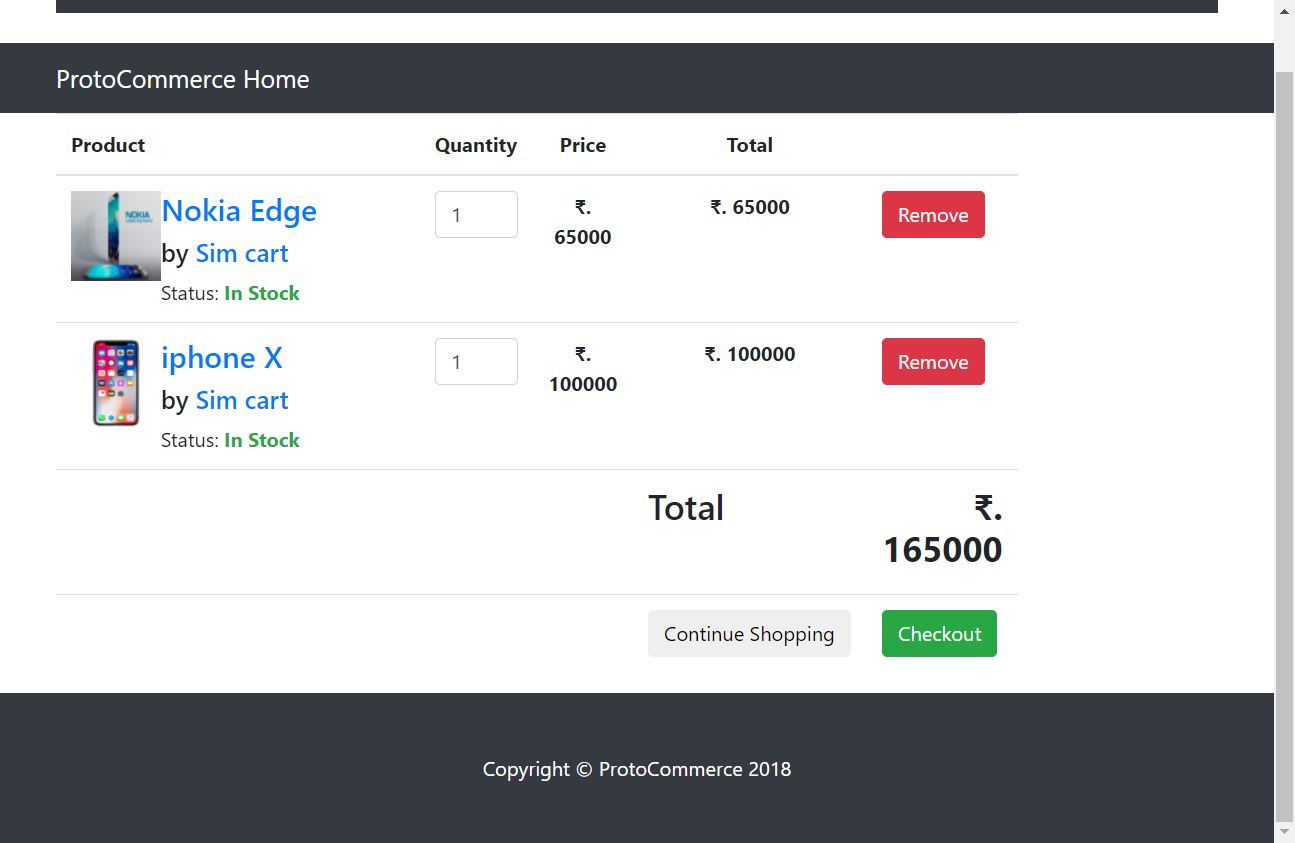 ProtoCommerce Home
Product Quantity Price Total
NOKIA
Nokia Edge
by Sim cart
Status: In Stock
1
₹.
65000
₹. 65000
Remove
iphone X
by Sim cart
Status: In Stock
1
₹.
100000
₹. 100000
Remove
Total
₹.
165000
Continue Shopping
Checkout
Copyright © ProtoCommerce 2018